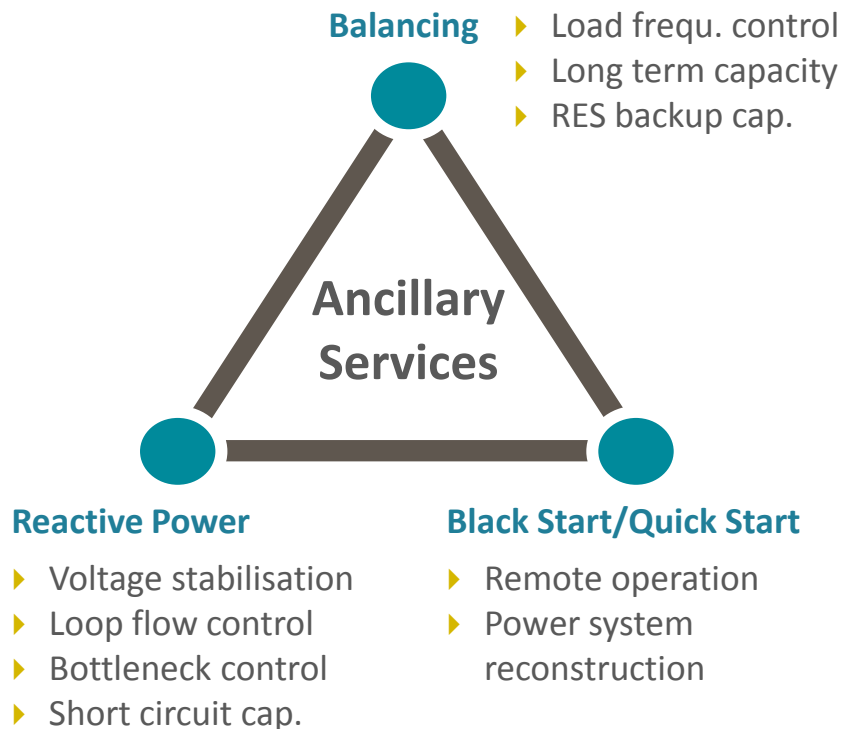 Balancing
Load frequ. control
Long term capacity
RES backup cap.
Ancillary
Services
Reactive Power
Voltage stabilisation
Loop flow control
Bottleneck control
Short circuit cap.
Black Start/Quick Start
Remote operation
Power system
reconstruction